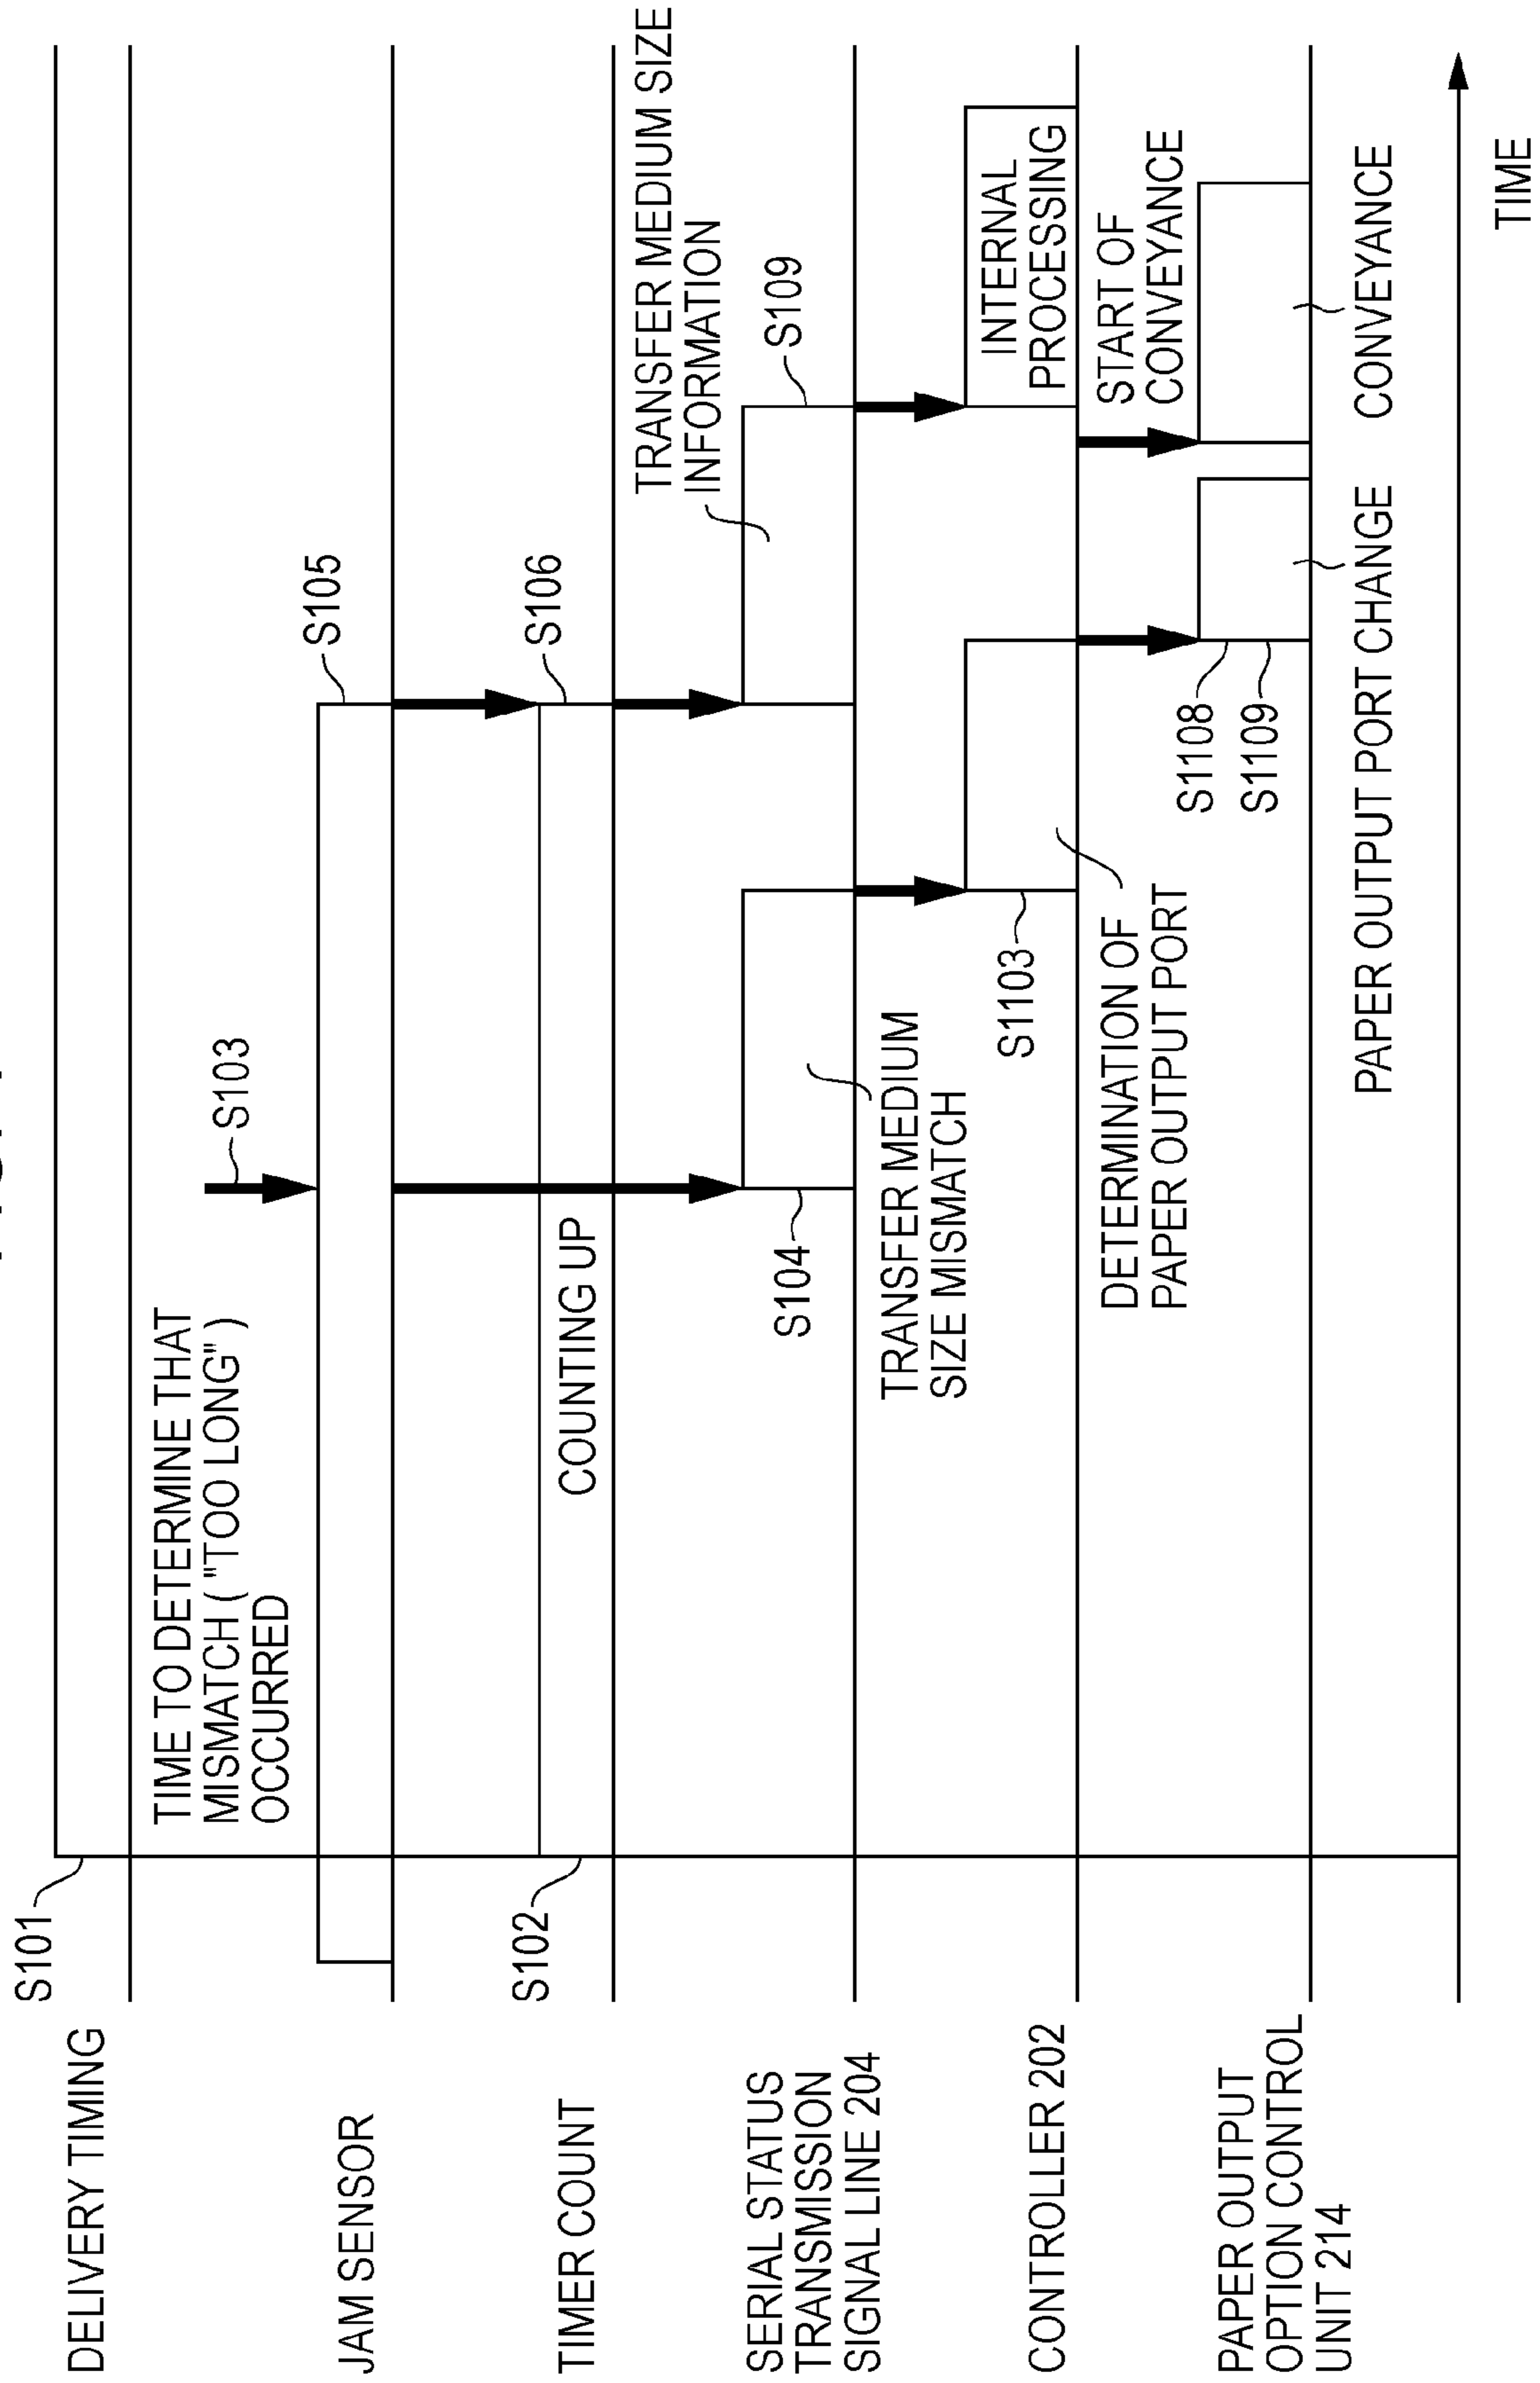 S101
DELIVERY TIMING
TIME TO DETERMINE THAT
MISMATCH ( "TOO LONG" )
OCCURRED
S103
JAM SENSOR
S105
S102
TIMER COUNT
COUNTING UP
S106
TRANSFER MEDIUM SIZE
INFORMATION
SERIAL STATUS
TRANSMISSION
SIGNAL LINE 204
S104
S109
TRANSFER MEDIUM
SIZE MISMATCH
CONTROLLER 202
S1103
INTERNAL
PROCESSING
DETERMINATION OF
PAPER OUTPUT PORT
START OF
CONVEYANCE
PAPER OUTPUT
OPTION CONTROL
UNIT 214
S1108
S1109
PAPER OUTPUT PORT CHANGE
CONVEYANCE
TIME